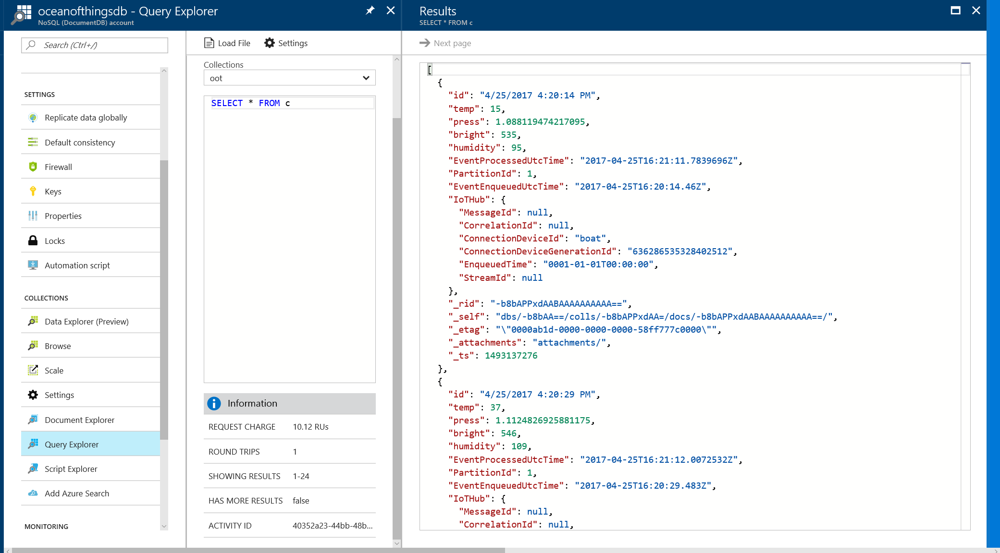 oceanofthingsdb - Query Explorer
NoSQL (DocumentDB) account
Search (Ctrl+/)
SETTINGS
Replicate data globally
Default consistency
Firewall
Keys
Properties
Locks
Automation script
COLLECTIONS
Data Explorer (Preview)
Browse
Scale
Settings
Document Explorer
Query Explorer
Script Explorer
Add Azure Search
MONITORING
Load File
Settings
Collections
oot
SELECT * FROM c
Information
REQUEST CHARGE 10.12 RUs
ROUND TRIPS 1
SHOWING RESULTS 1-24
HAS MORE RESULTS false
ACTIVITY ID 40352a23-44bb-48b...
Results
SELECT * FROM c
Next page
[
{
"id": "4/25/2017 4:20:14 PM",
"temp": 15,
"press": 1.088119474217095,
"bright": 535,
"humidity": 95,
"EventProcessedUtcTime": "2017-04-25T16:21:11.7839696Z",
"PartitionId": 1,
"EventEnqueuedUtcTime": "2017-04-25T16:20:14.46Z",
"IoTHub": {
"MessageId": null,
"CorrelationId": null,
"ConnectionDeviceId": "boat",
"ConnectionDeviceGenerationId": "636286535328402512",
"EnqueuedTime": "0001-01-01T00:00:00",
"StreamId": null
},
"_rid": "-b8bAPPxdAABAAAAAAAAAA==",
"_self": "dbs/-b8bAA==/colls/-b8bAPPxdAA=/docs/-b8bAPPxdAABAAAAAAAAAA==/",
"_etag": "\"0000ab1d-0000-0000-0000-58ff777c0000\"",
"_attachments": "attachments/",
"_ts": 1493137276
},
{
"id": "4/25/2017 4:20:29 PM",
"temp": 37,
"press": 1.1124826925881175,
"bright": 546,
"humidity": 109,
"EventProcessedUtcTime": "2017-04-25T16:21:12.0072532Z",
"PartitionId": 1,
"EventEnqueuedUtcTime": "2017-04-25T16:20:29.483Z",
"IoTHub": {
"MessageId": null,
"CorrelationId": null,